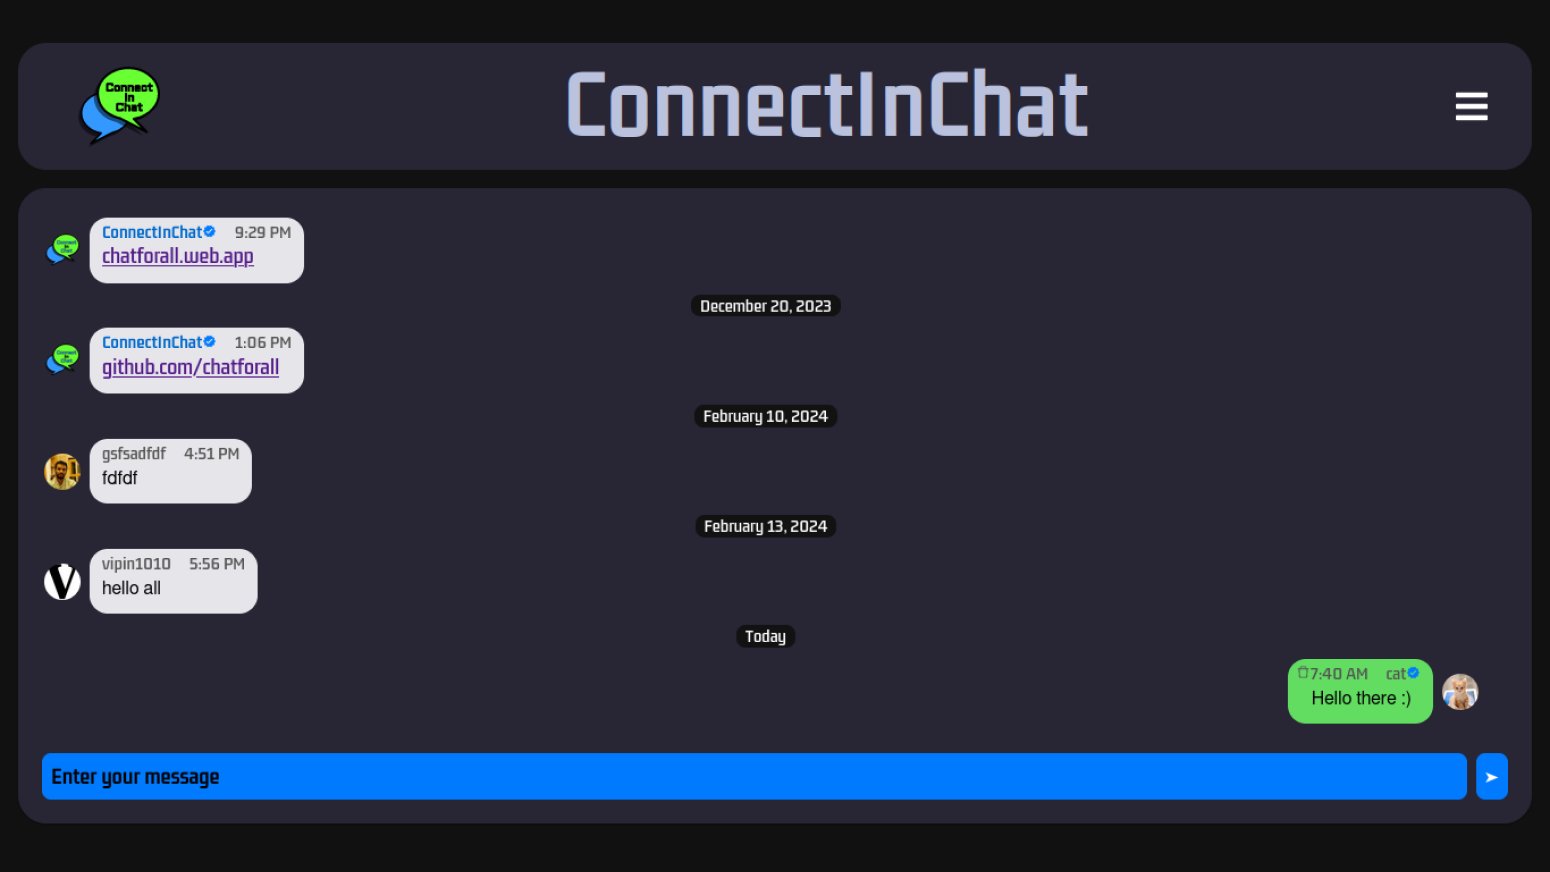 Connect
In
Chat
ConnectInChat
ConnectInChat 9:29 PM
chatforall.web.app
December 20, 2023
ConnectInChat 1:06 PM
github.com/chatforall
February 10, 2024
gsfsadfdf 4:51 PM
fdfdf
February 13, 2024
V
vipin1010 5:56 PM
hello all
Today
7:40 AM cat
Hello there :)
Enter your message